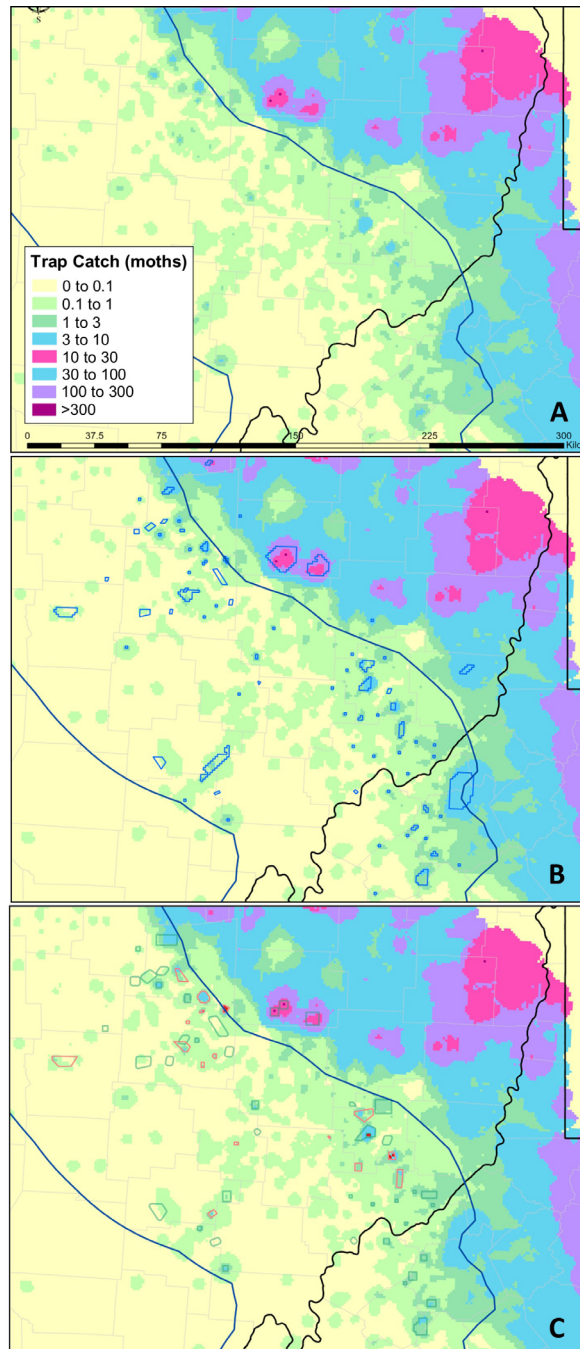 S
Trap Catch (moths)
0 to 0.1
0.1 to 1
1 to 3
3 to 10
10 to 30
30 to 100
100 to 300
>300
A
0 37.5 75 150 225 300
Kilo
B
C